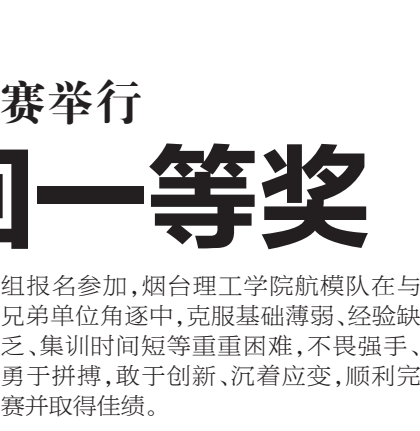 赛举行
回一等奖
组报名参加,烟台理工学院航模队在与
兄弟单位角逐中,克服基础薄弱、经验缺
乏、集训时间短等重重困难,不畏强手、
勇于拼搏,敢于创新、沉着应变,顺利完
赛并取得佳绩。